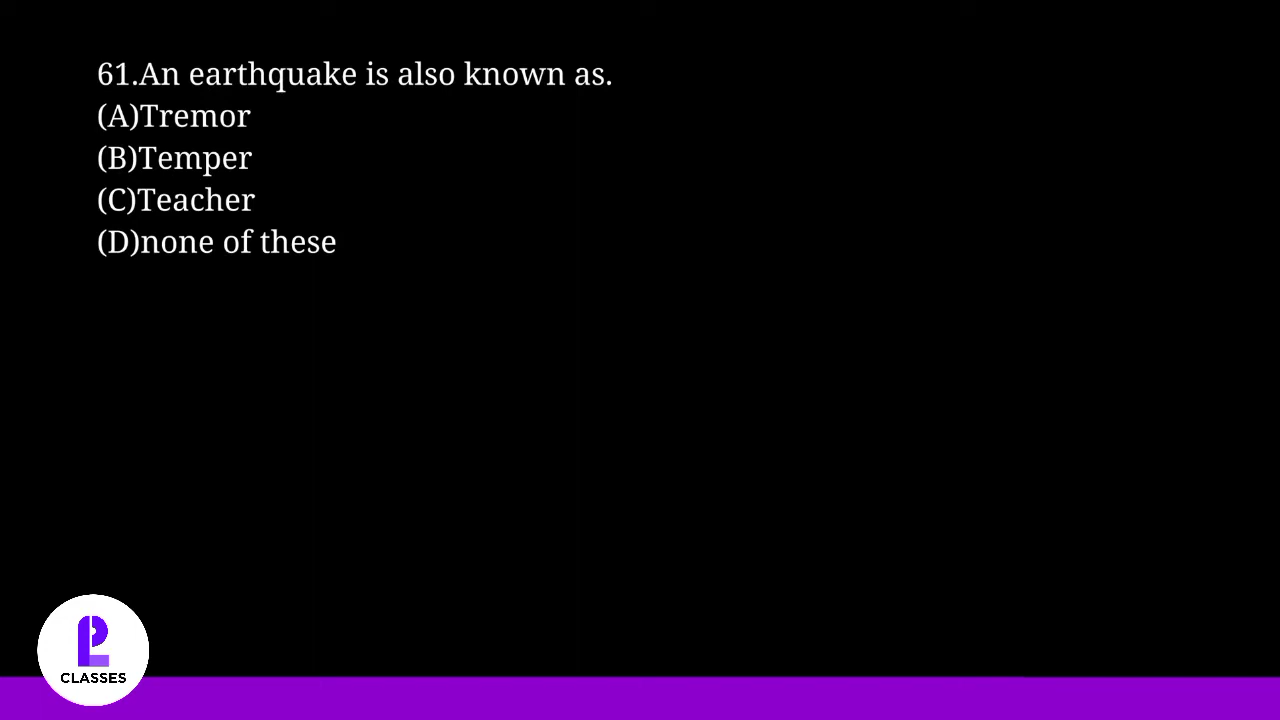 61.An earthquake is also known as.
(A)Tremor
(B)Temper
(C)Teacher
(D)none of these
CLASSES